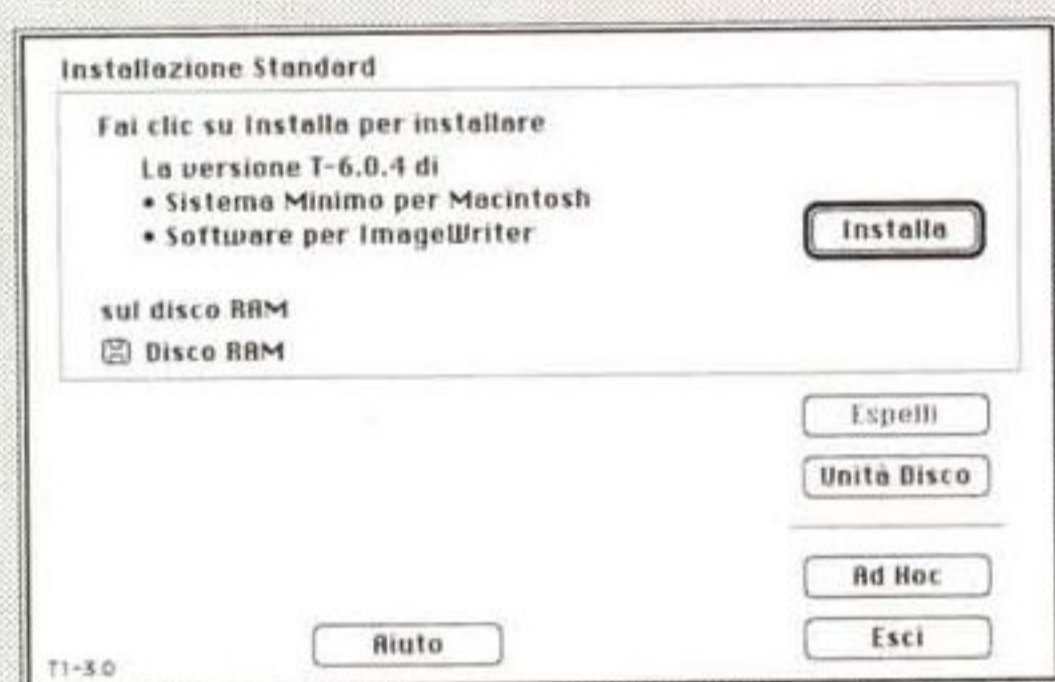 Installazione Standard
Fai clic su Installa per installare
La versione T-6.0.4 di
• Sistema Minimo per Macintosh
• Software per ImageWriter
Installa
sul disco RAM
Disco RAM
Espelli
Unità Disco
Ad Hoc
Aiuto
Esci
T1-3.0